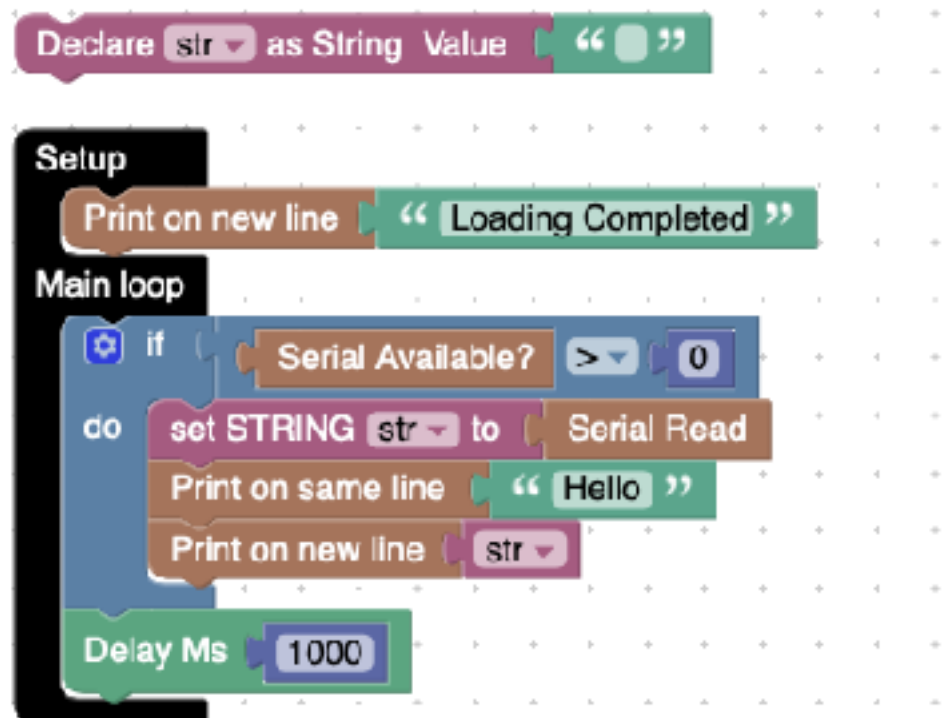 Declare str as String Value “ ”
Setup
Print on new line “ Loading Completed ”
Main loop
if Serial Available? > 0
do set STRING str to Serial Read
Print on same line “ Hello ”
Print on new line str
Delay Ms 1000